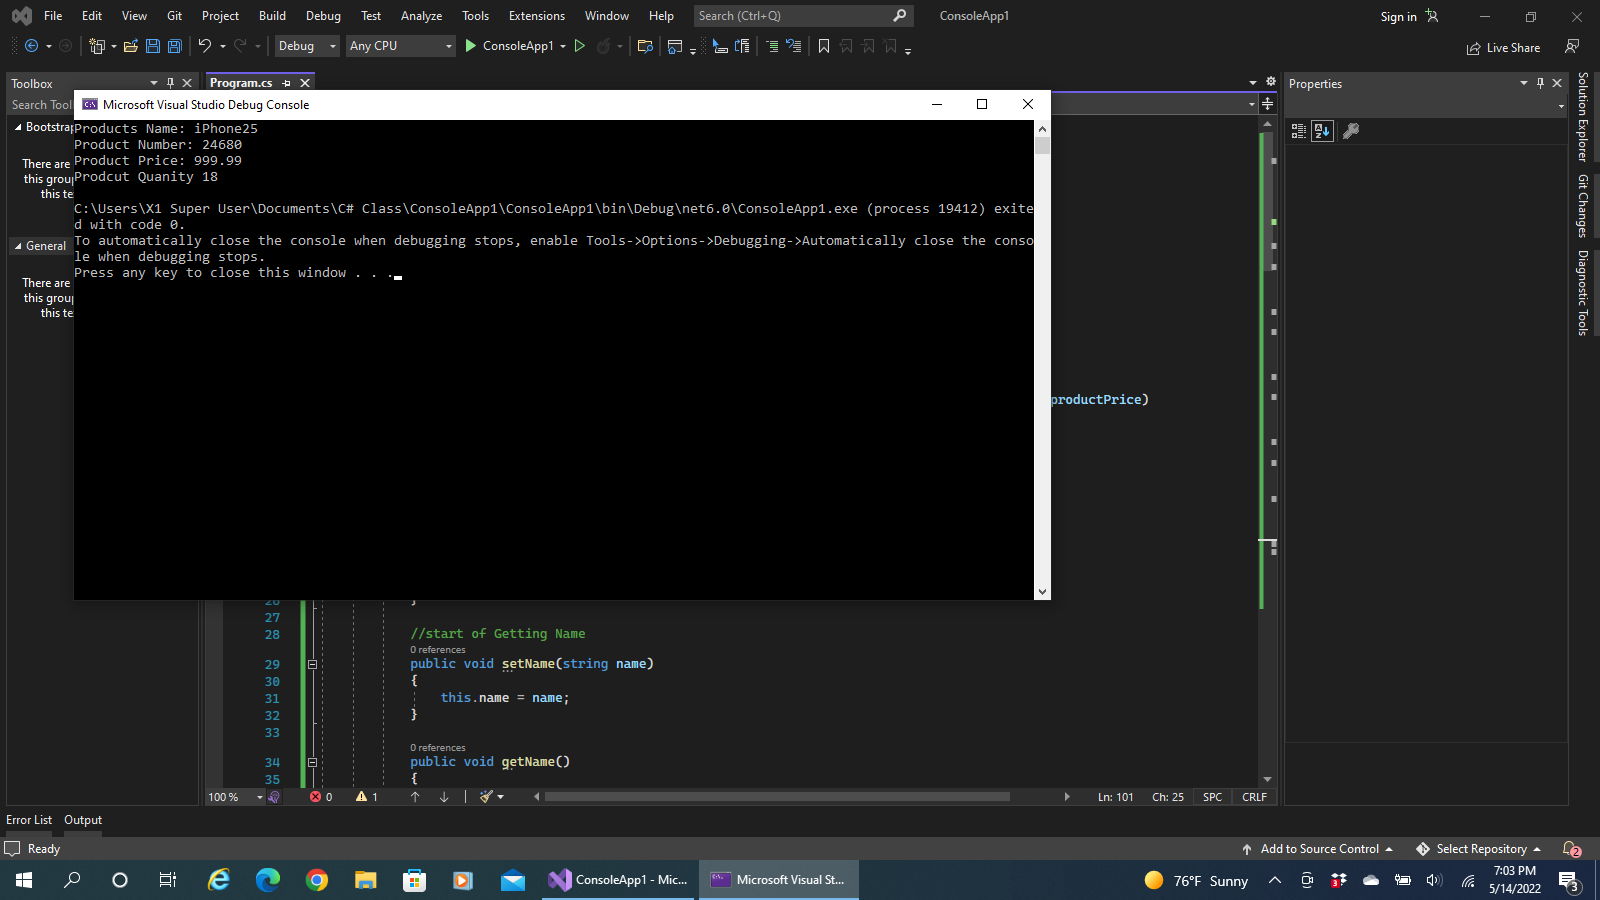 File Edit View Git Project Build Debug Test Analyze Tools Extensions Window Help Search (Ctrl+Q) ConsoleApp1 Sign in
Debug Any CPU ConsoleApp1 Live Share
Toolbox Program.cs Properties
Search Tool
Microsoft Visual Studio Debug Console
Bootstrap
There are
this group
this te
General
There are
this group
this te
Products Name: iPhone25
Product Number: 24680
Product Price: 999.99
Prodcut Quanity 18
C:\Users\X1 Super User\Documents\C# Class\ConsoleApp1\ConsoleApp1\bin\Debug\net6.0\ConsoleApp1.exe (process 19412) exite
d with code 0.
To automatically close the console when debugging stops, enable Tools->Options->Debugging->Automatically close the conso
le when debugging stops.
Press any key to close this window . . .
productPrice)
26 }
27
28 //start of Getting Name
0 references
29 public void setName(string name)
30 {
31 this.name = name;
32 }
33
0 references
34 public void getName()
35 {
100 % 0 1 Ln: 101 Ch: 25 SPC CRLF
Solution Explorer
Git Changes
Diagnostic Tools
Error List Output
Ready Add to Source Control Select Repository 2
ConsoleApp1 - Mic... Microsoft Visual St... 76°F Sunny 3 7:03 PM
5/14/2022 3